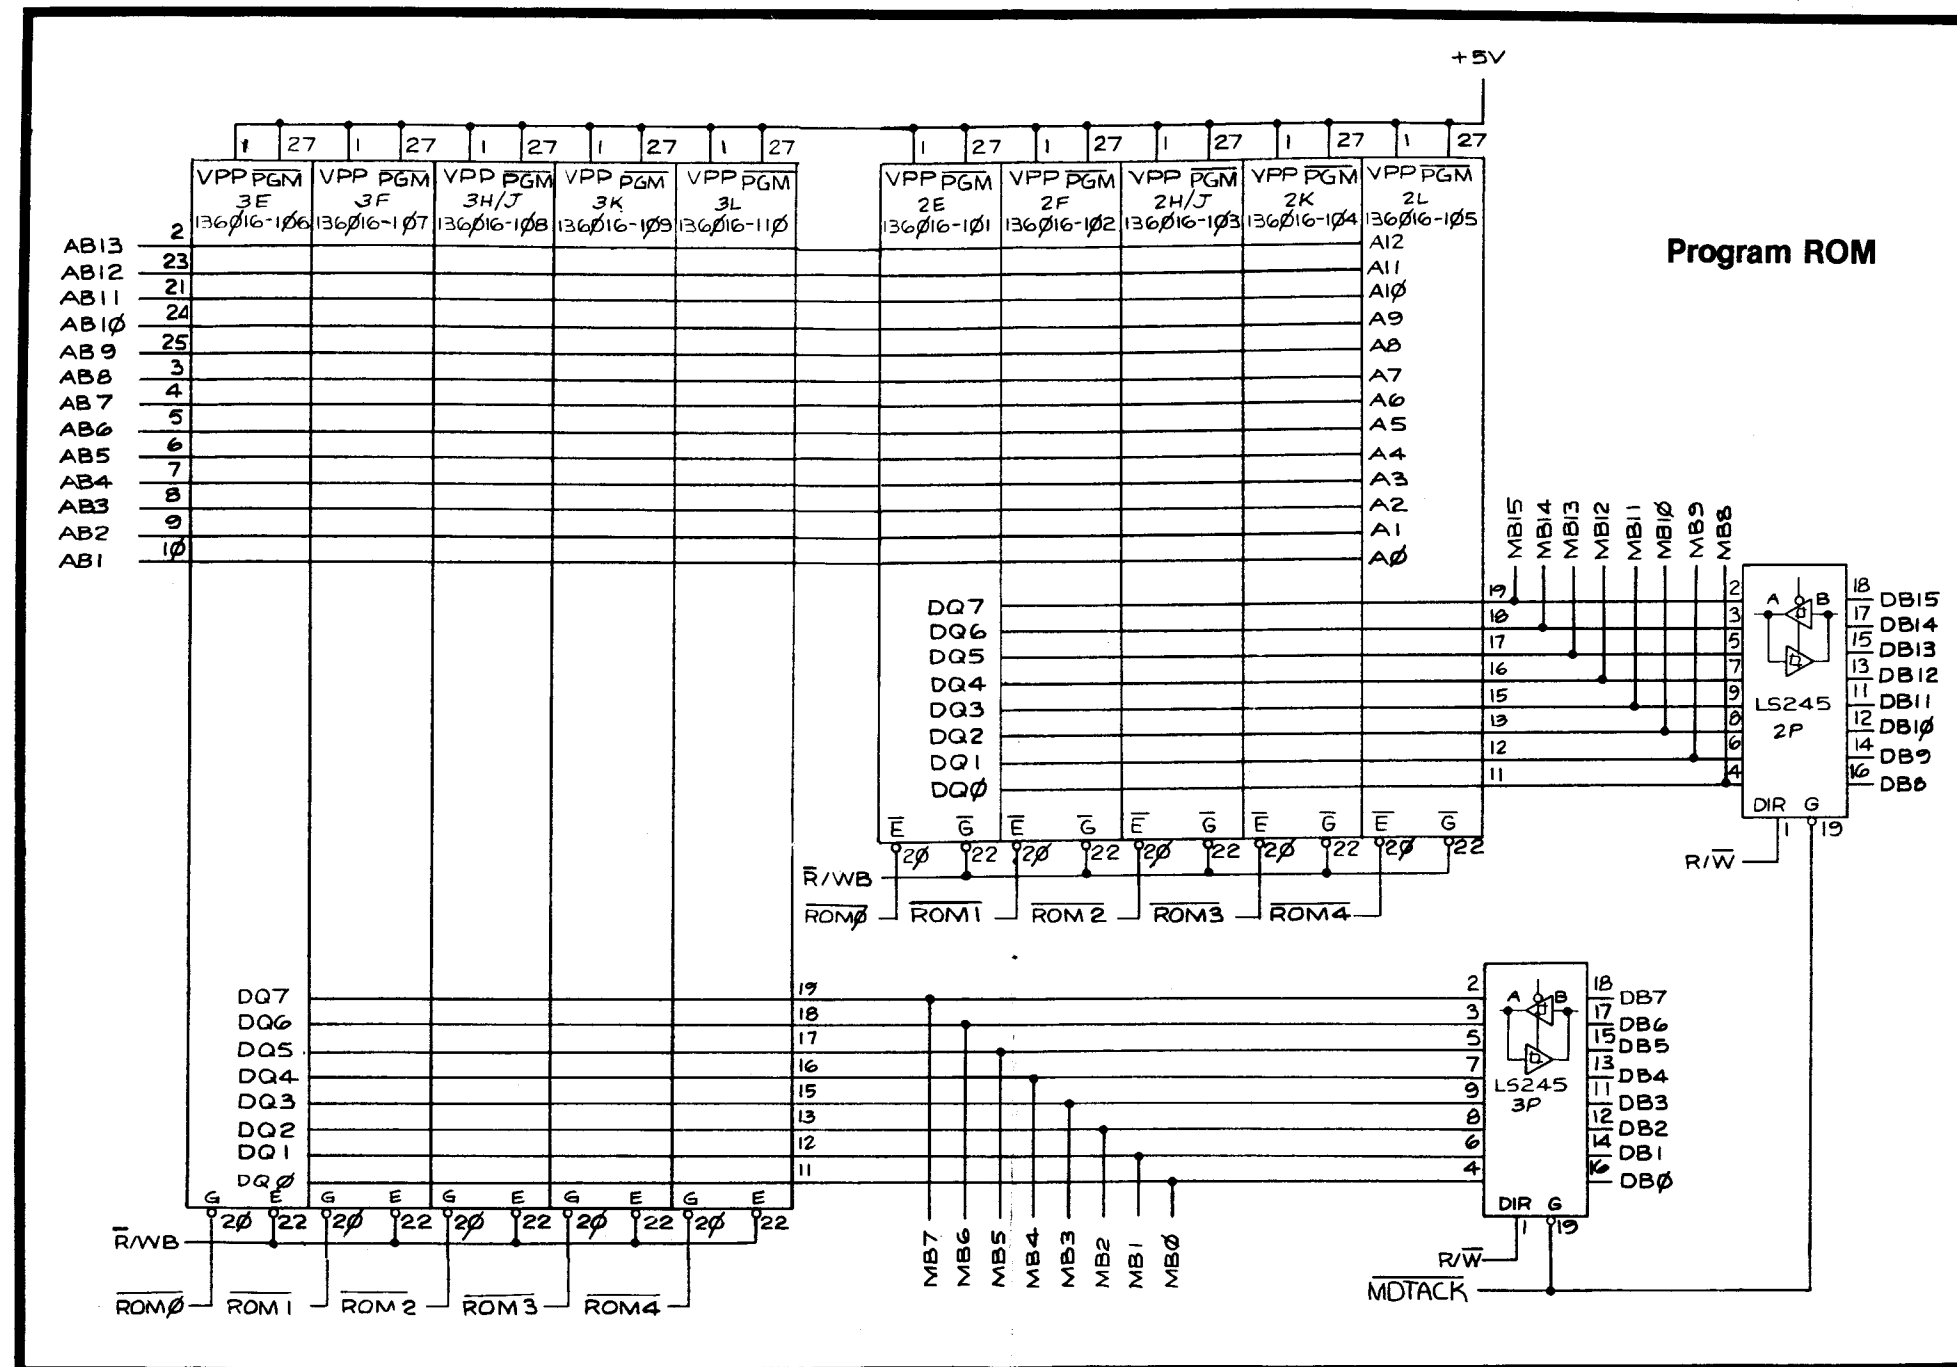 +5V
1 27 1 27 1 27 1 27 1 27 1 27 1 27 1 27 1 27 1 27
VPP PGM VPP PGM VPP PGM VPP PGM VPP PGM VPP PGM VPP PGM VPP PGM VPP PGM VPP PGM
3E 3F 3H/J 3K 3L 2E 2F 2H/J 2K 2L
136Ø16-1Ø6 136Ø16-1Ø7 136Ø16-1Ø8 136Ø16-1Ø9 136Ø16-11Ø 136Ø16-1Ø1 136Ø16-1Ø2 136Ø16-1Ø3 136Ø16-1Ø4 136Ø16-1Ø5
Program ROM
AB13 2 A12
AB12 23 A11
AB11 21 A1Ø
AB1Ø 24 A9
AB9 25 A8
AB8 3 A7
AB7 4 A6
AB6 5 A5
AB5 6 A4
AB4 7 A3
AB3 8 A2
AB2 9 A1
AB1 1Ø AØ
MB15 MB14 MB13 MB12 MB11 MB1Ø MB9 MB8
DQ7 19 2 18 DB15
DQ6 18 3 17 DB14
DQ5 17 5 15 DB13
DQ4 16 7 13 DB12
DQ3 15 9 11 DB11
DQ2 13 8 12 DB1Ø
DQ1 12 6 14 DB9
DQØ 11 4 16 DB8
A B
LS245
2P
DIR G
1 19
R/W
E G E G E G E G E G
2Ø 22 2Ø 22 2Ø 22 2Ø 22 2Ø 22
R/WB
ROMØ ROM1 ROM2 ROM3 ROM4
DQ7 19 2 18 DB7
DQ6 18 3 17 DB6
DQ5 17 5 15 DB5
DQ4 16 7 13 DB4
DQ3 15 9 11 DB3
DQ2 13 8 12 DB2
DQ1 12 6 14 DB1
DQØ 11 4 16 DBØ
A B
LS245
3P
DIR G
1 19
G E G E G E G E G E
2Ø 22 2Ø 22 2Ø 22 2Ø 22 2Ø 22
R/WB
MB7 MB6 MB5 MB4 MB3 MB2 MB1 MBØ
R/W
MDTACK
ROMØ ROM1 ROM2 ROM3 ROM4